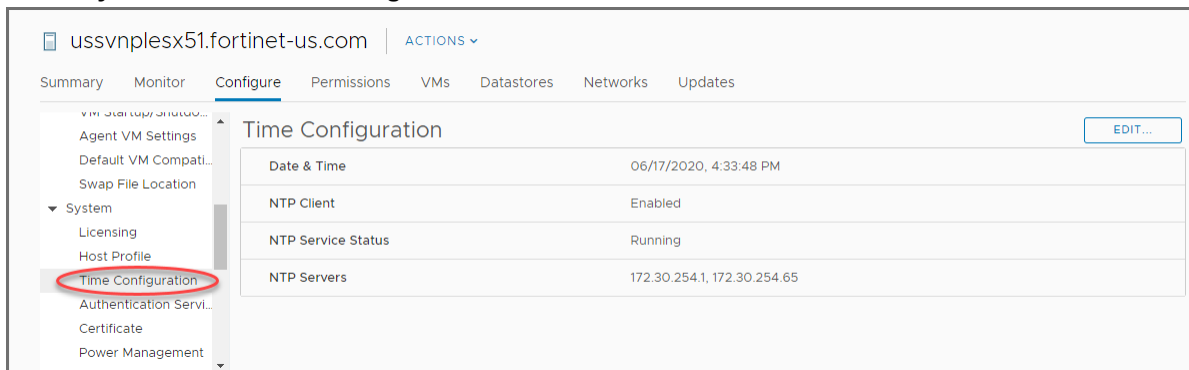 ussvnplesx51.fortinet-us.com ACTIONS
Summary Monitor Configure Permissions VMs Datastores Networks Updates
VM Startup/Shutdo...
Agent VM Settings
Default VM Compati...
Swap File Location
System
Licensing
Host Profile
Time Configuration
Authentication Servi...
Certificate
Power Management
Time Configuration EDIT...
Date & Time 06/17/2020, 4:33:48 PM
NTP Client Enabled
NTP Service Status Running
NTP Servers 172.30.254.1, 172.30.254.65